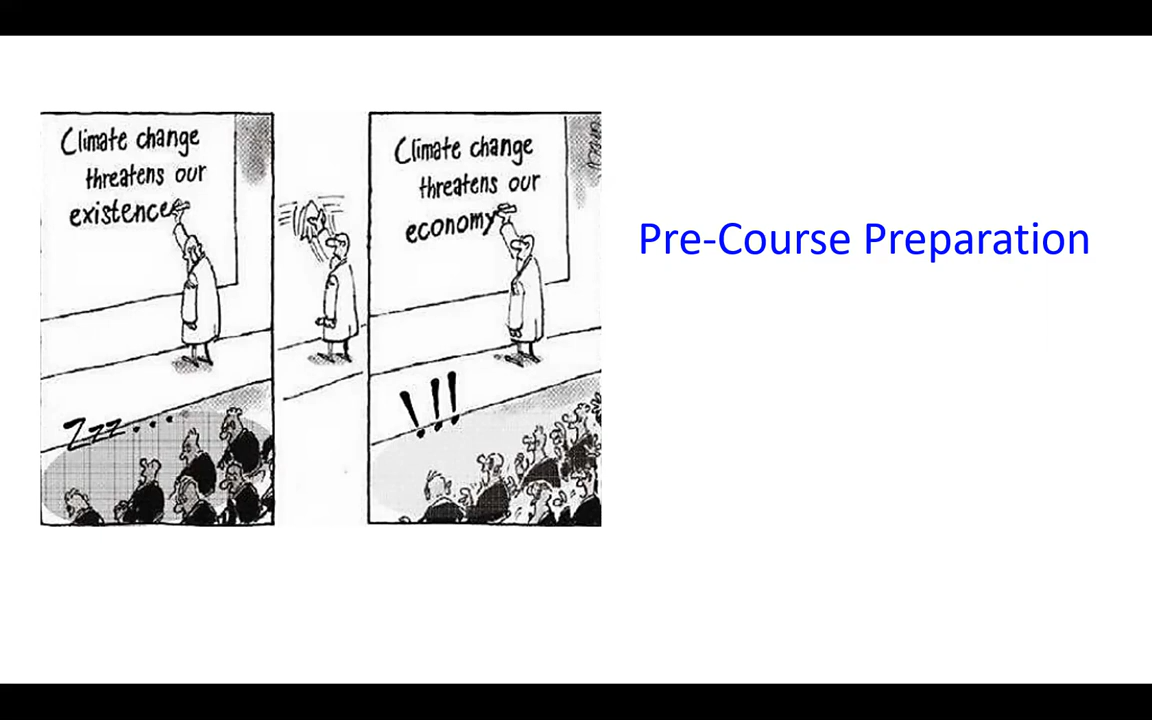 Climate change
threatens our
existence
Zzz...
Climate change
threatens our
economy
!!!
Pre-Course Preparation